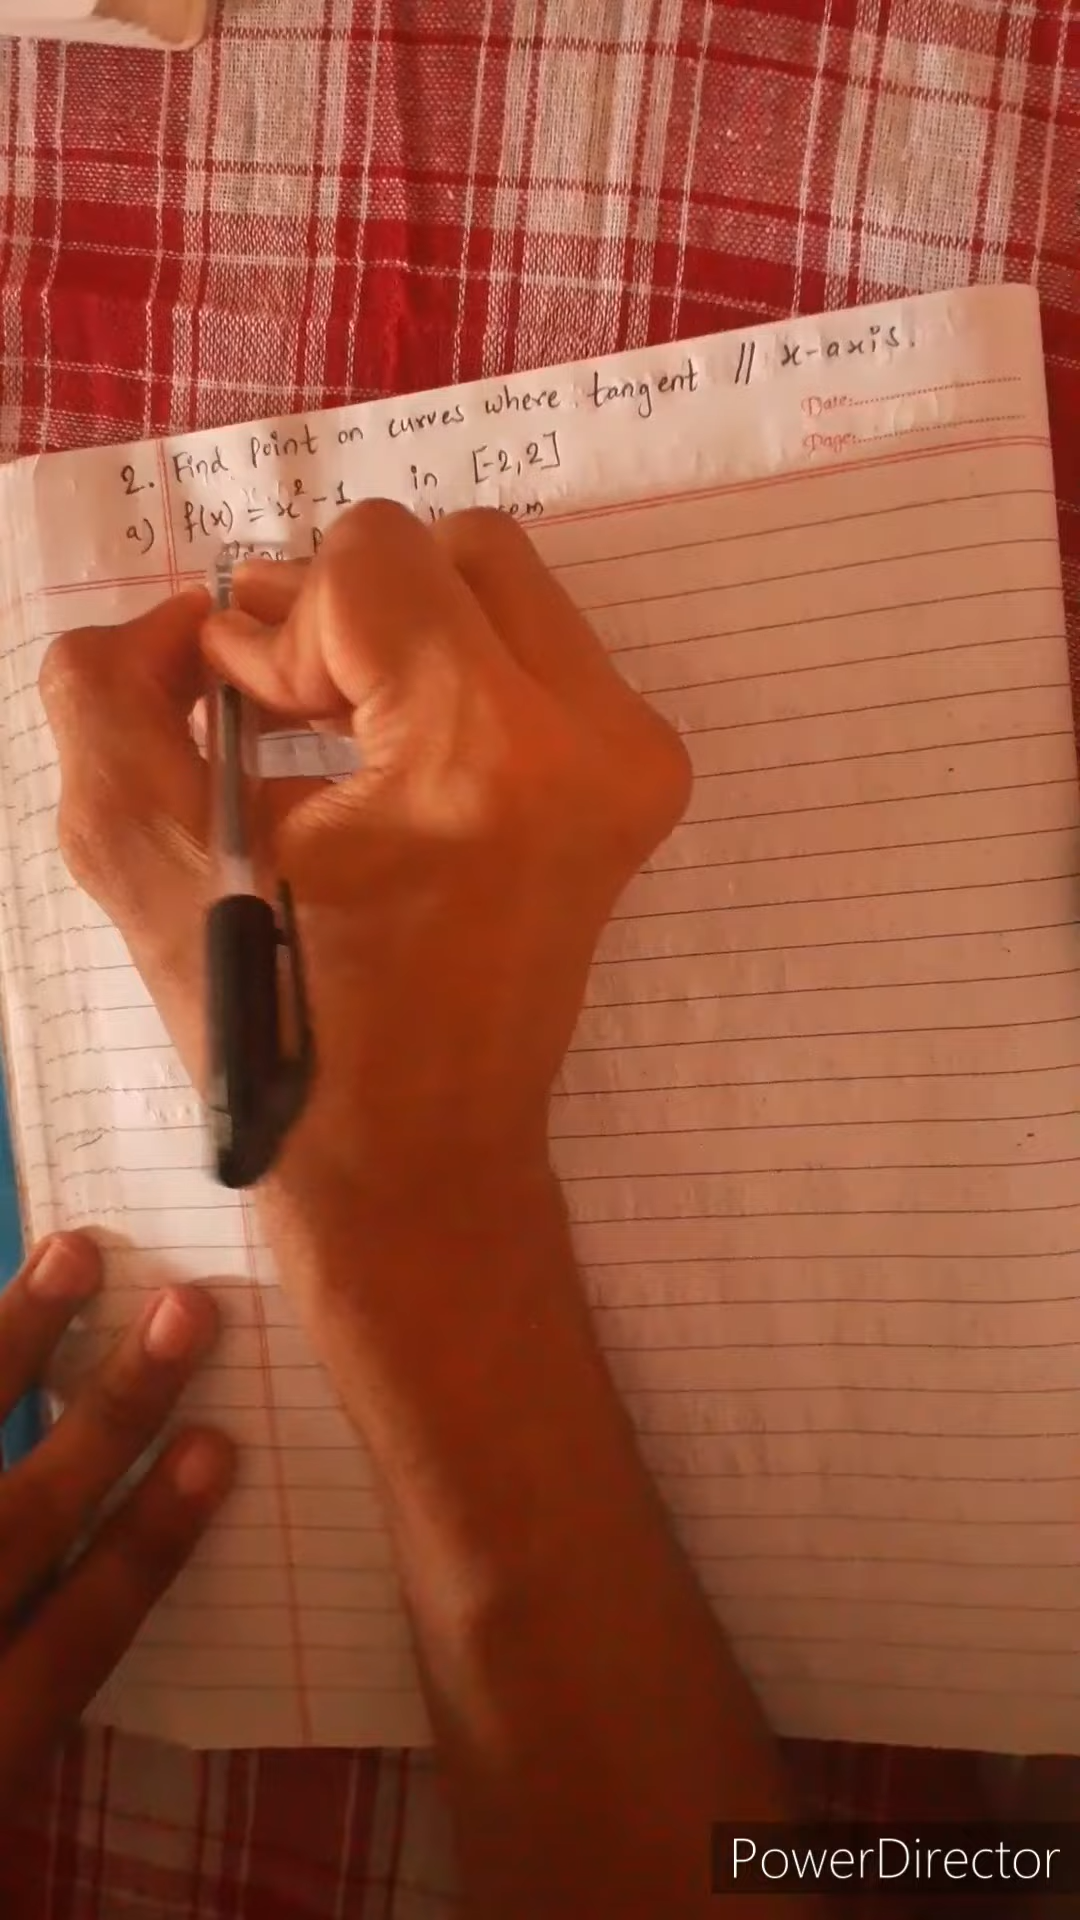 2. Find Point on curves where tangent // x-axis.
Date:
Page:
a) f(x) = x² - 1 in [-2,2]
PowerDirector